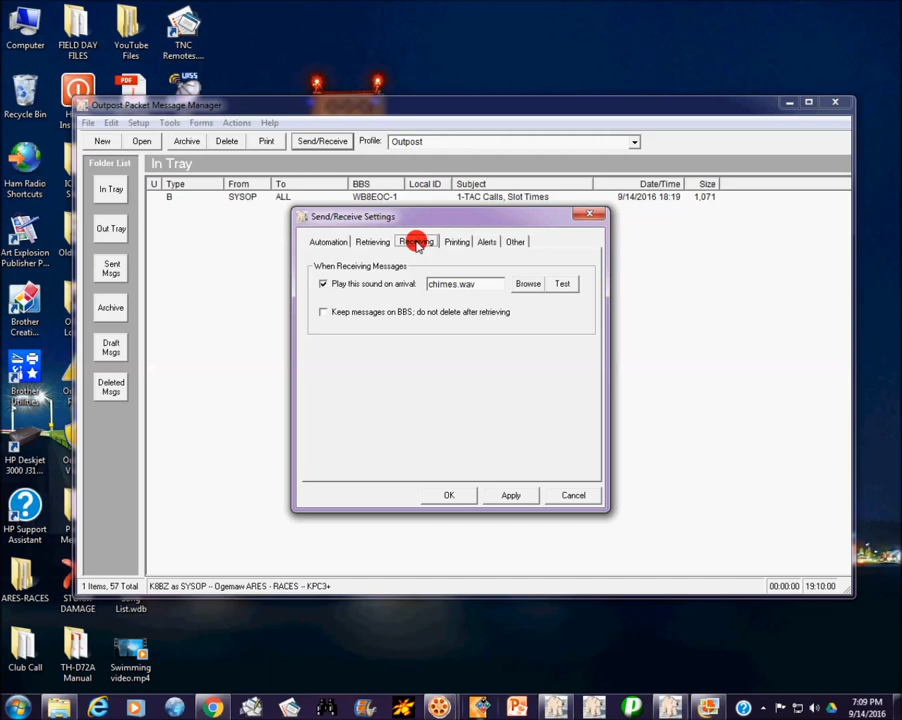 Computer
FIELD DAY
FILES
YouTube
Files
TNC
Remotes...
Recycle Bin
Outpost Packet Message Manager
File Edit Setup Tools Forms Actions Help
New Open Archive Delete Print Send/Receive Profile: Outpost
Folder List
In Tray
U Type From To BBS Local ID Subject Date/Time Size
B SYSOP ALL WB8EOC-1 1-TAC Calls, Slot Times 9/14/2016 18:19 1,071
In Tray
Out Tray
Sent
Msgs
Archive
Draft
Msgs
Deleted
Msgs
Send/Receive Settings
Automation Retrieving Receiving Printing Alerts Other
When Receiving Messages
Play this sound on arrival: chimes.wav Browse Test
Keep messages on BBS; do not delete after retrieving
OK Apply Cancel
1 Items, 57 Total K8BZ as SYSOP -- Ogemaw ARES - RACES -- KPC3+ 00:00:00 19:10:00
Ham Radio
Shortcuts
Art Explosion
Publisher P...
Brother
Creati...
Brother
Utilities
HP Deskjet
3000 J31...
HP Support
Assistant
ARES-RACES
DAMAGE
List.wdb
Club Call
TH-D72A
Manual
Swimming
video.mp4
7:09 PM
9/14/2016